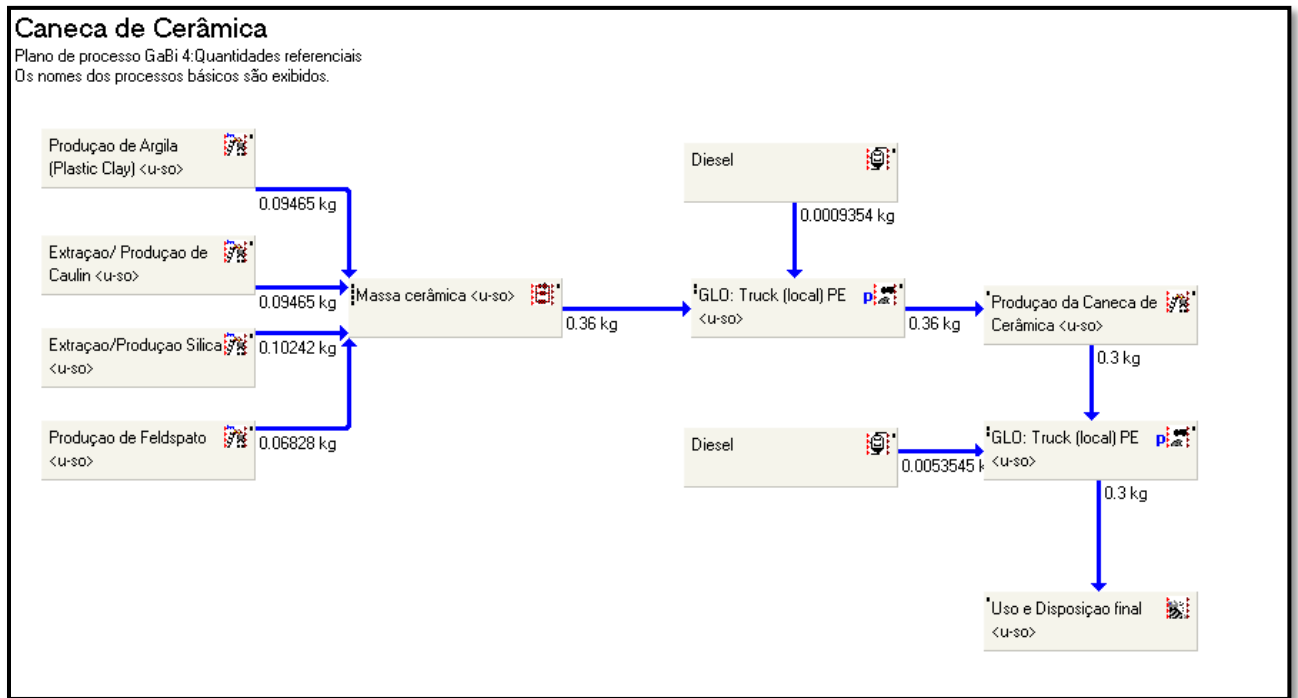 Caneca de Cerâmica
Plano de processo GaBi 4:Quantidades referenciais
Os nomes dos processos básicos são exibidos.
Produçao de Argila
(Plastic Clay) <u-so>
0.09465 kg
Extraçao/ Produçao de
Caulin <u-so>
0.09465 kg
Extraçao/Produçao Silica
<u-so>
0.10242 kg
Produçao de Feldspato
<u-so>
0.06828 kg
Massa cerâmica <u-so>
0.36 kg
Diesel
0.0009354 kg
GLO: Truck (local) PE
<u-so>
p
0.36 kg
Produçao da Caneca de
Cerâmica <u-so>
0.3 kg
Diesel
0.0053545 k
GLO: Truck (local) PE
<u-so>
p
0.3 kg
Uso e Disposiçao final
<u-so>